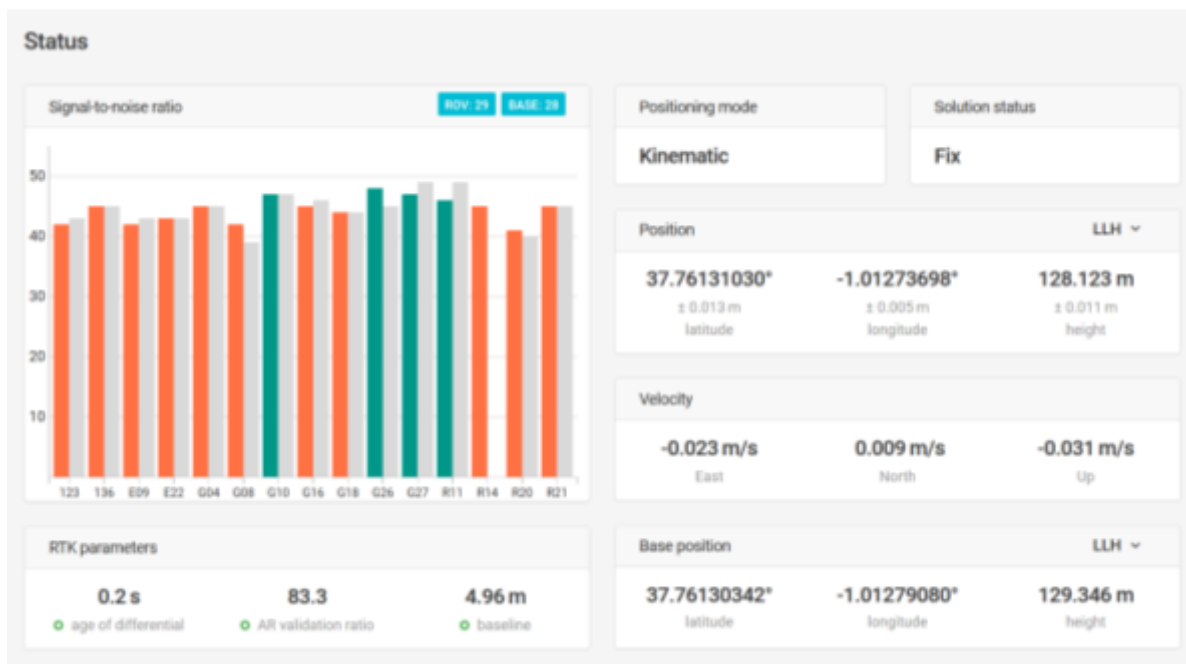 Status
Signal-to-noise ratio
ROV: 29 BASE: 28
50
40
30
20
10
123 136 E09 E22 G04 G08 G10 G16 G18 G26 G27 R11 R14 R20 R21
RTK parameters
0.2 s 83.3 4.96 m
age of differential AR validation ratio baseline
Positioning mode
Kinematic
Solution status
Fix
Position LLH
37.76131030° -1.01273698° 128.123 m
± 0.013 m ± 0.005 m ± 0.011 m
latitude longitude height
Velocity
-0.023 m/s 0.009 m/s -0.031 m/s
East North Up
Base position LLH
37.76130342° -1.01279080° 129.346 m
latitude longitude height